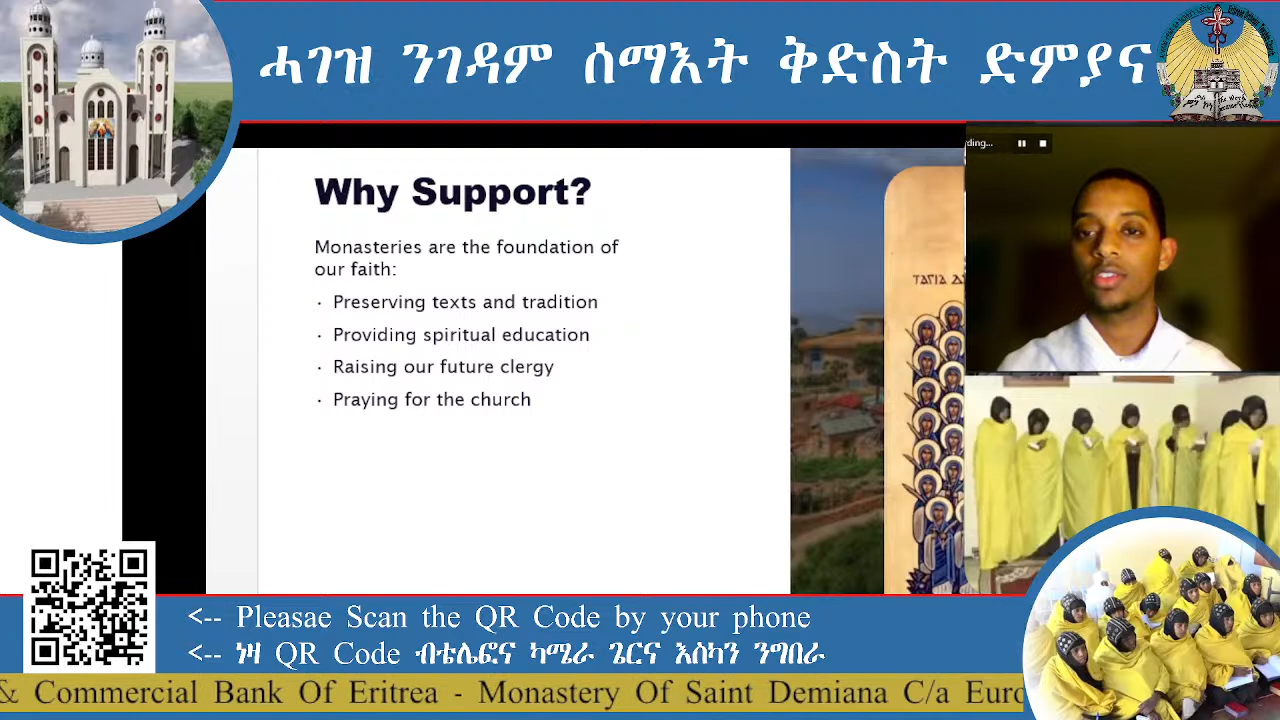 ሓገዝ ንገዳም ሰማእት ቅድስት ድምያና
ding...
Why Support?
Monasteries are the foundation of
our faith:
· Preserving texts and tradition
· Providing spiritual education
· Raising our future clergy
· Praying for the church
<-- Pleasae Scan the QR Code by your phone
<-- ነዛ QR Code ብቴሌፎና ካሜራ ጌርና እስካን ንግበራ
& Commercial Bank Of Eritrea - Monastery Of Saint Demiana C/a Euro